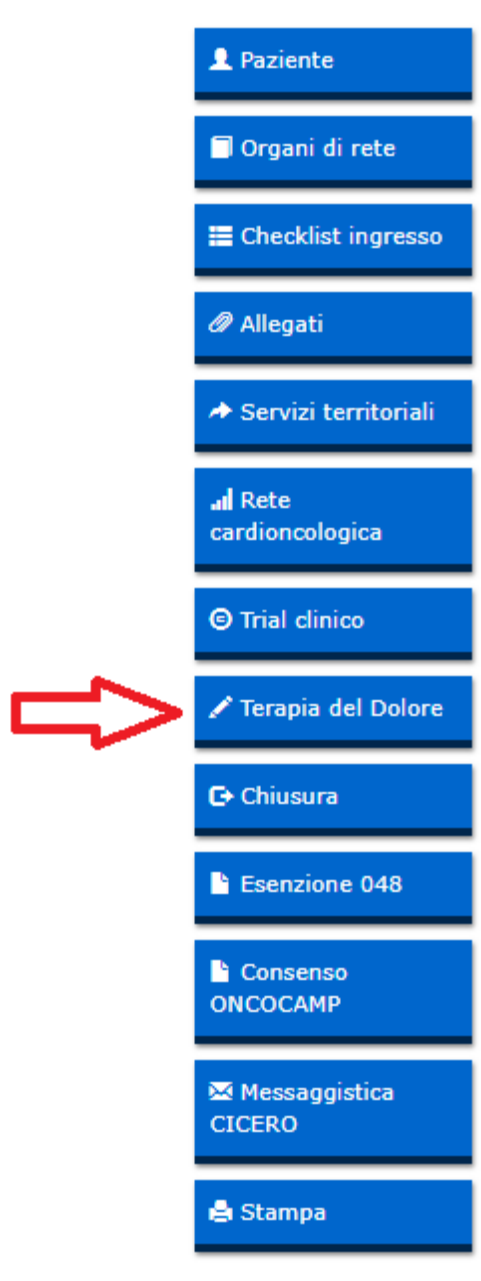 Paziente
Organi di rete
Checklist ingresso
Allegati
Servizi territoriali
Rete
cardioncologica
Trial clinico
Terapia del Dolore
Chiusura
Esenzione 048
Consenso
ONCOCAMP
Messaggistica
CICERO
Stampa